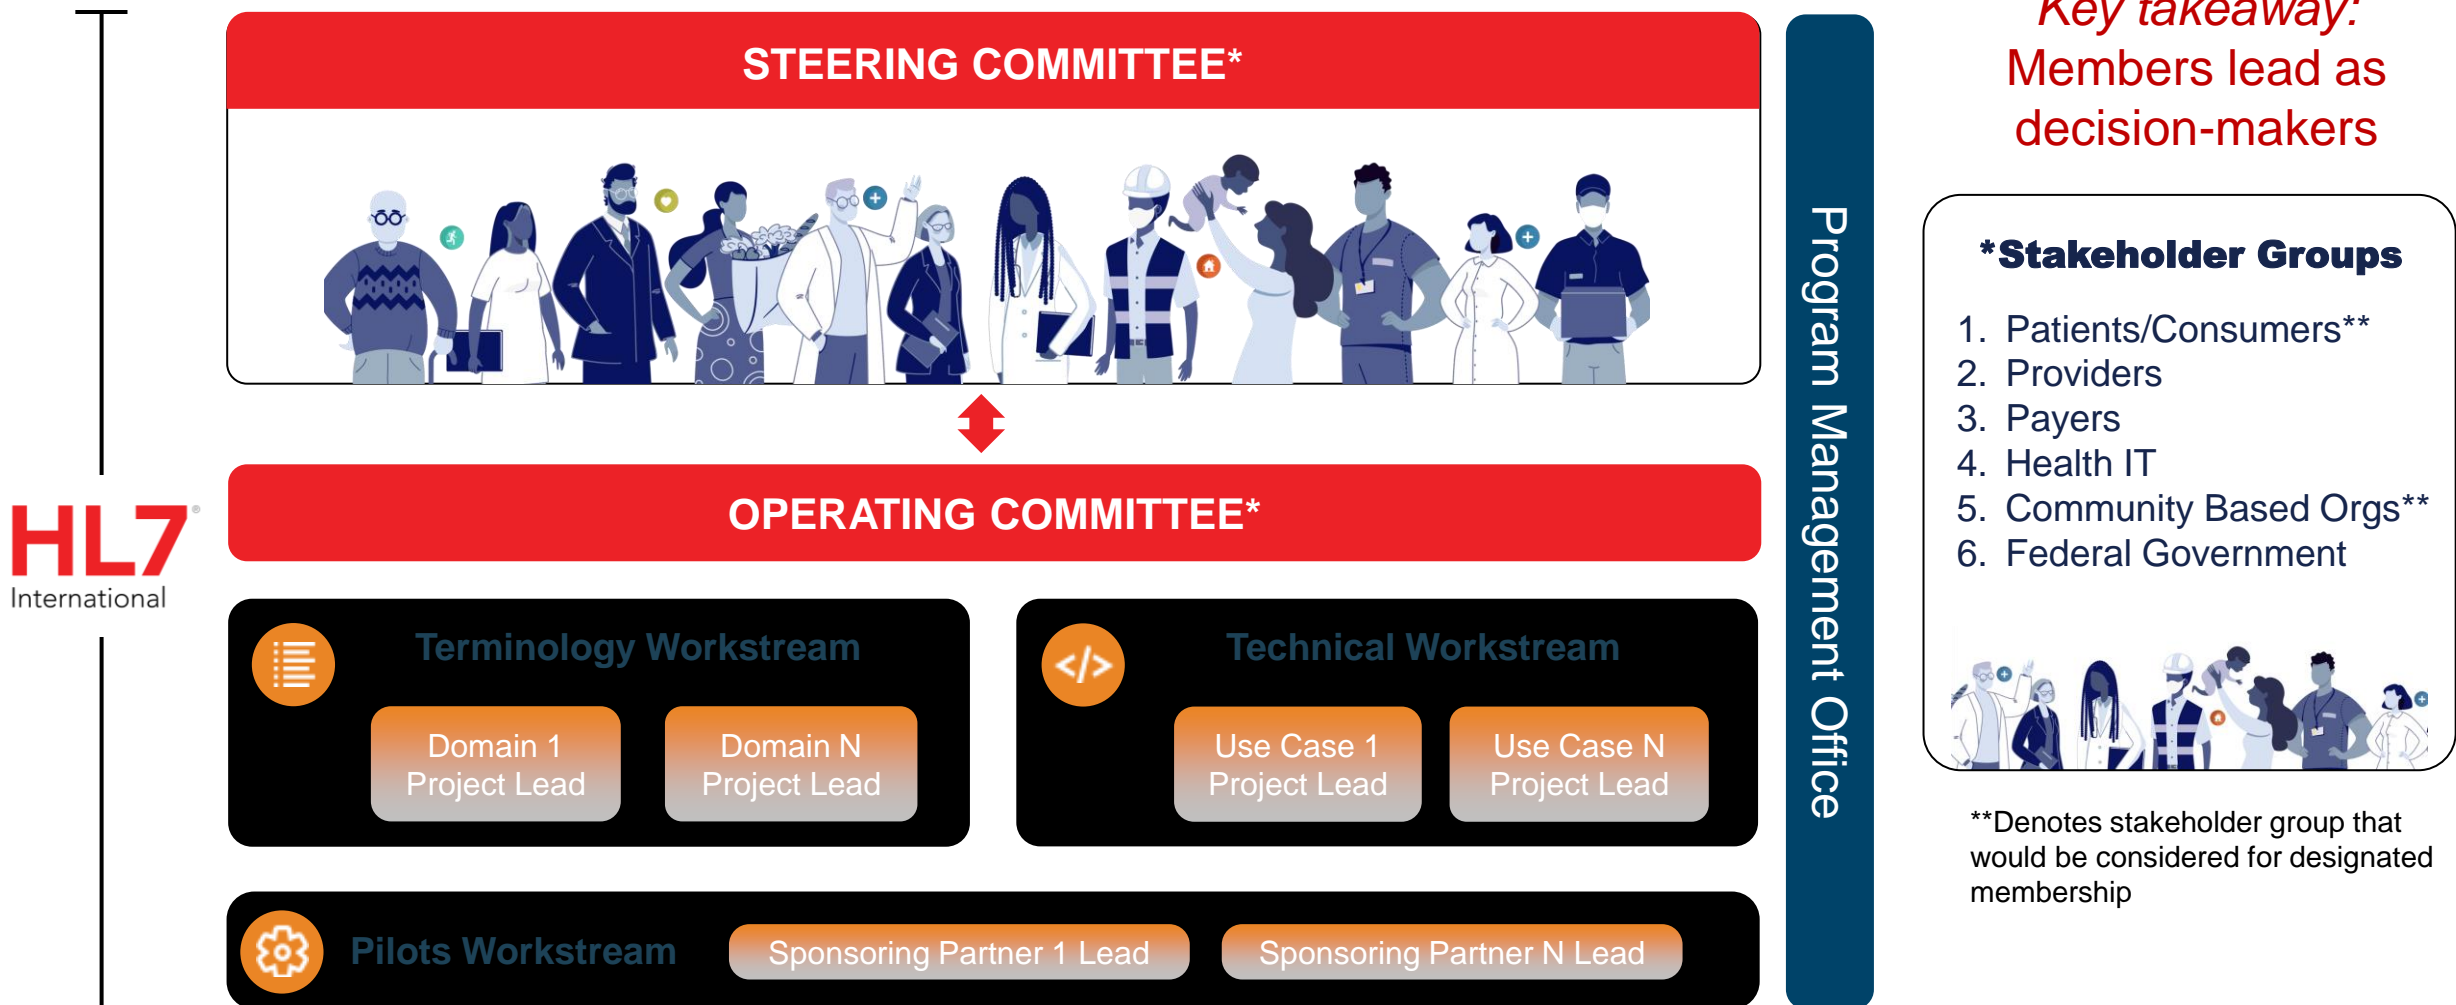 STEERING COMMITTEE*
HL7®
International
OPERATING COMMITTEE*
Terminology Workstream
Domain 1
Project Lead
Domain N
Project Lead
Technical Workstream
</>
Use Case 1
Project Lead
Use Case N
Project Lead
Pilots Workstream
Sponsoring Partner 1 Lead
Sponsoring Partner N Lead
Program Management Office
Key takeaway:
Members lead as
decision-makers
*Stakeholder Groups
1. Patients/Consumers**
2. Providers
3. Payers
4. Health IT
5. Community Based Orgs**
6. Federal Government
**Denotes stakeholder group that
would be considered for designated
membership